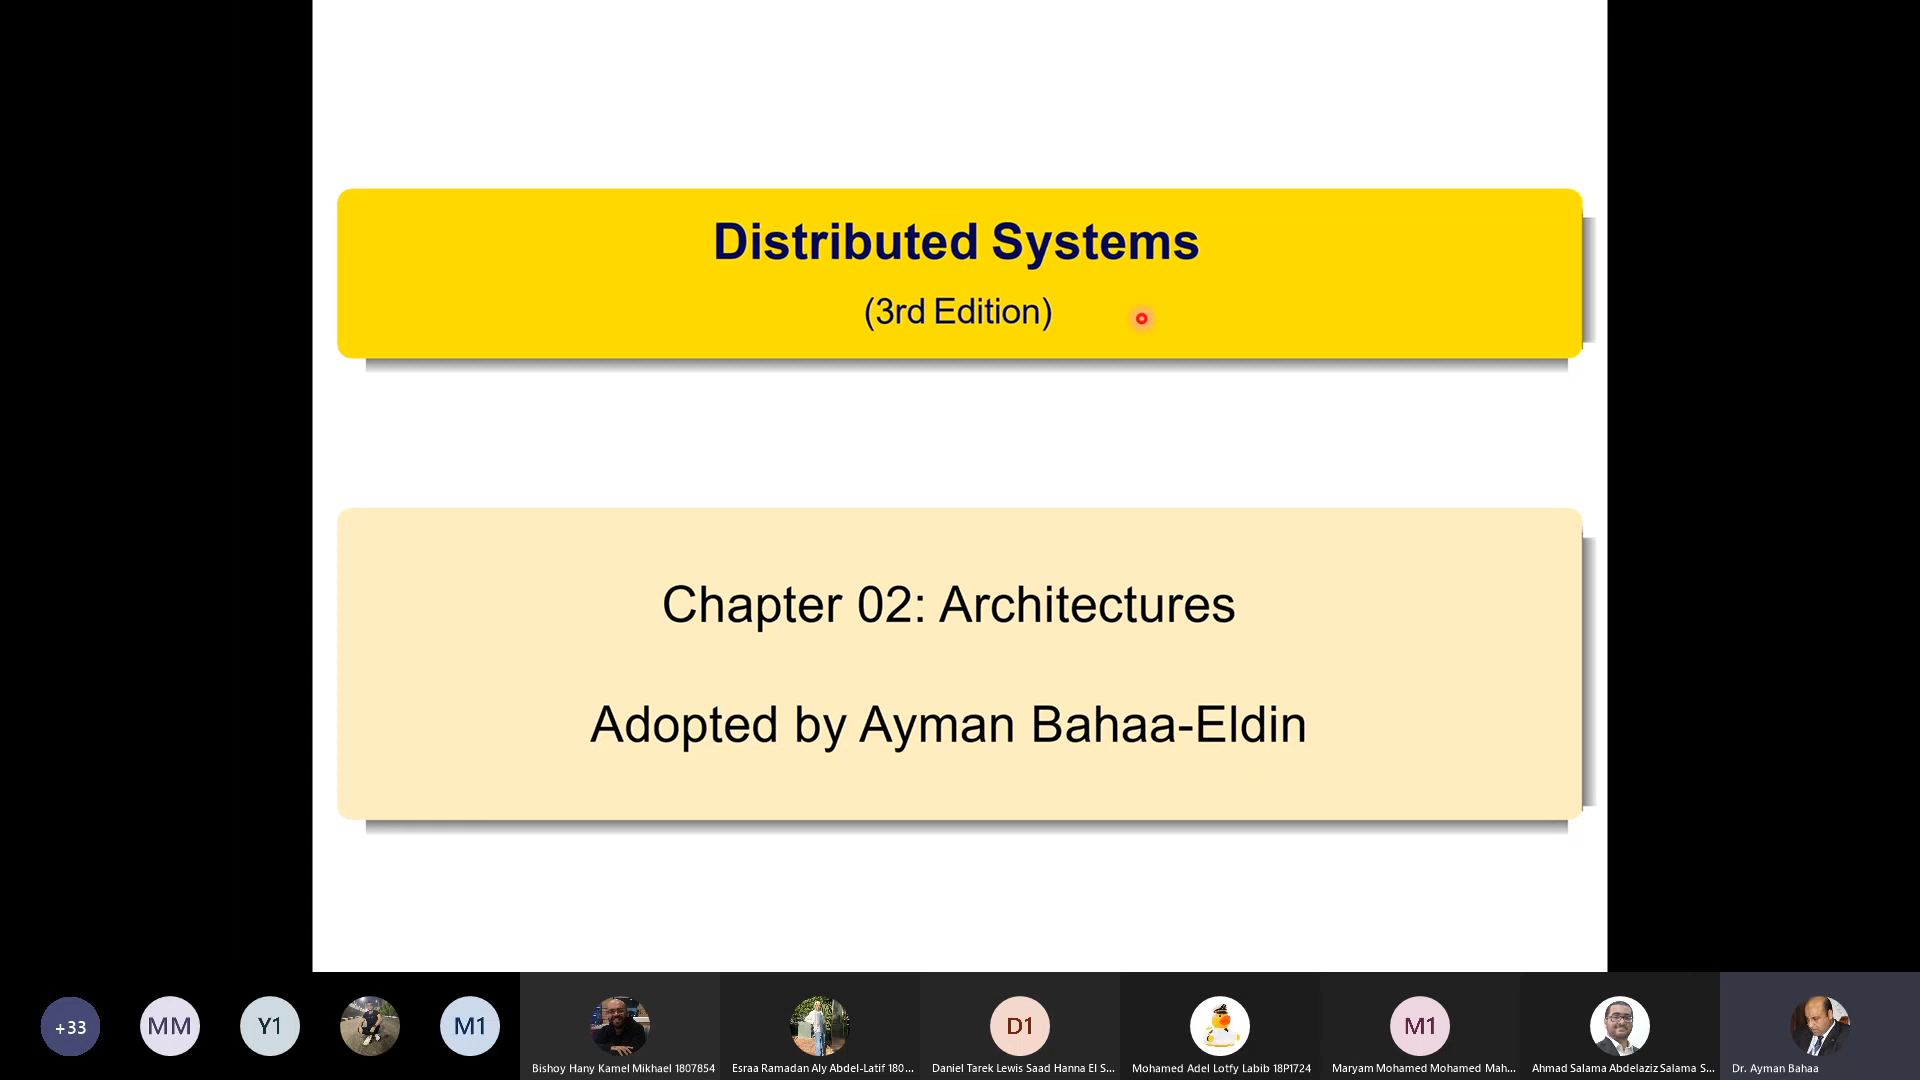 Distributed Systems
(3rd Edition)
Chapter 02: Architectures
Adopted by Ayman Bahaa-Eldin
+33
MM
Y1
M1
Bishoy Hany Kamel Mikhael 1807854
Esraa Ramadan Aly Abdel-Latif 180...
D1
Daniel Tarek Lewis Saad Hanna El S...
Mohamed Adel Lotfy Labib 18P1724
M1
Maryam Mohamed Mohamed Mah...
Ahmad Salama Abdelaziz Salama S...
Dr. Ayman Bahaa